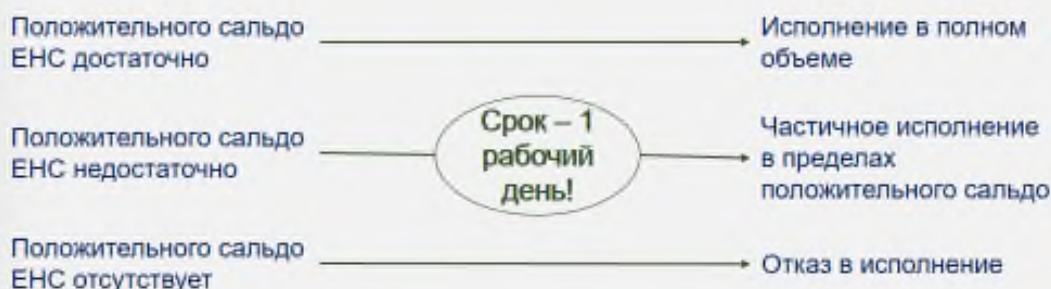 Положительного сальдо
ЕНС достаточно
Исполнение в полном
объеме
Положительного сальдо
ЕНС недостаточно
Срок – 1
рабочий
день!
Частичное исполнение
в пределах
положительного сальдо
Положительного сальдо
ЕНС отсутствует
Отказ в исполнение